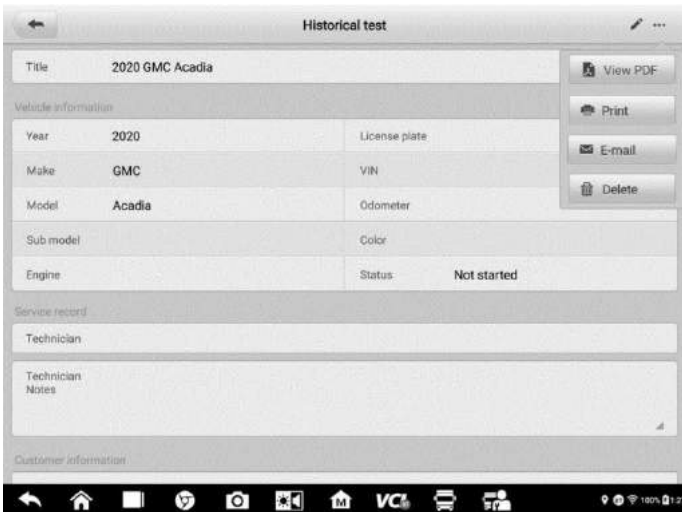 Historical test
Title 2020 GMC Acadia
View PDF
Vehicle information
Print
Year 2020 License plate
E-mail
Make GMC VIN
Delete
Model Acadia Odometer
Sub model Color
Engine Status Not started
Service record
Technician
Technician
Notes
Customer information
M VCI 100%